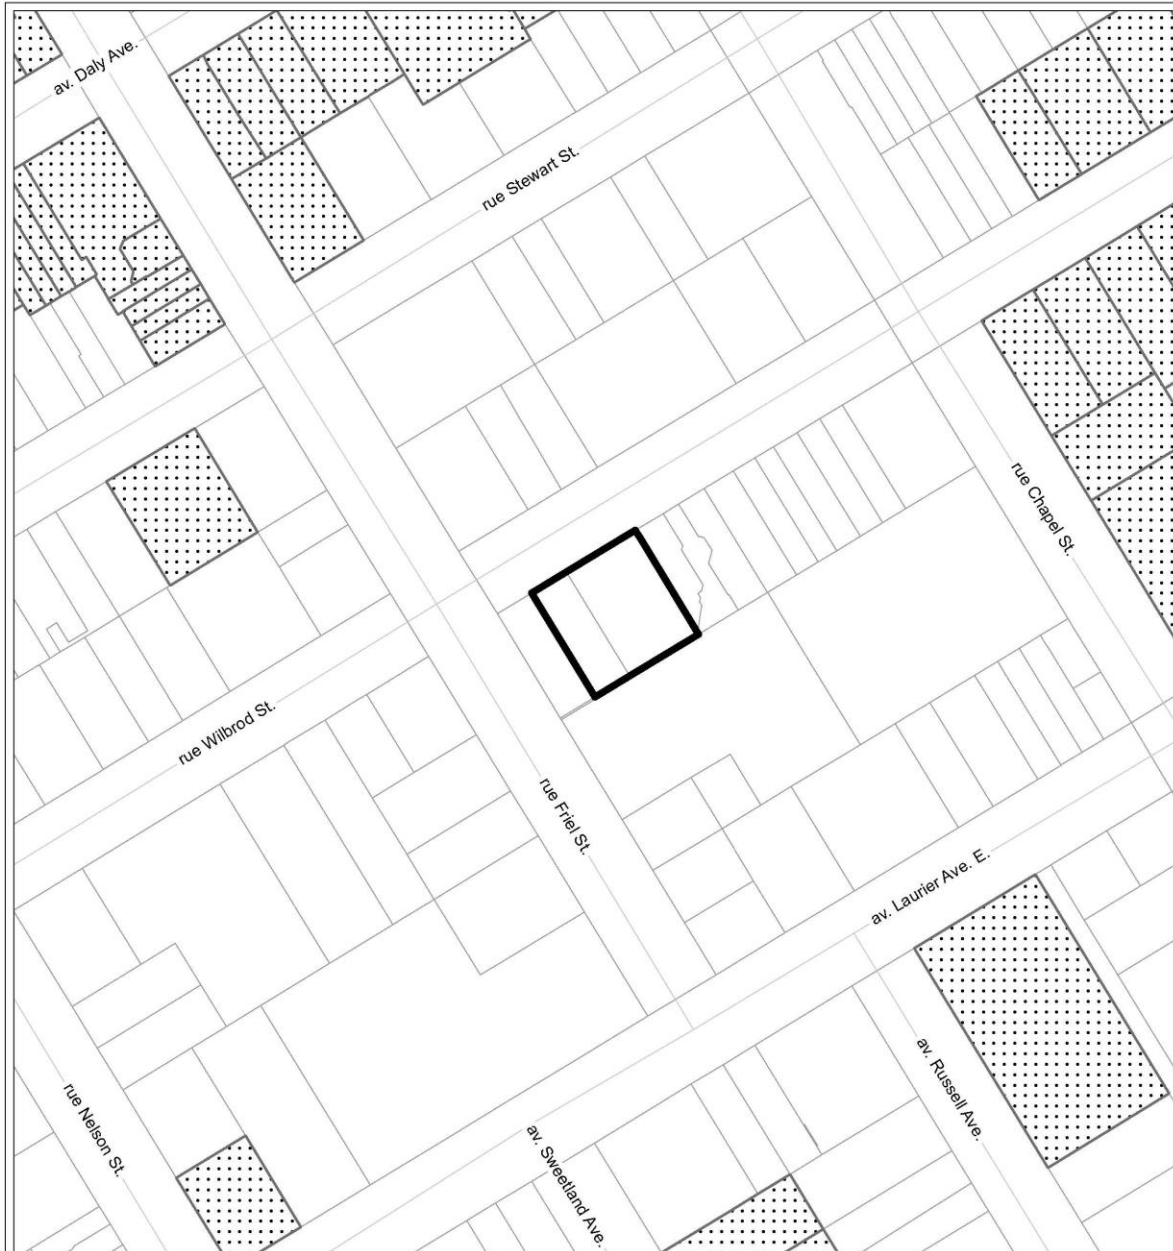 av. Daly Ave.
rue Stewart St.
rue Chapel St.
rue Wilbrod St.
rue Friel St.
av. Laurier Ave. E.
av. Russell Ave.
rue Nelson St.
av. Sweetland Ave.